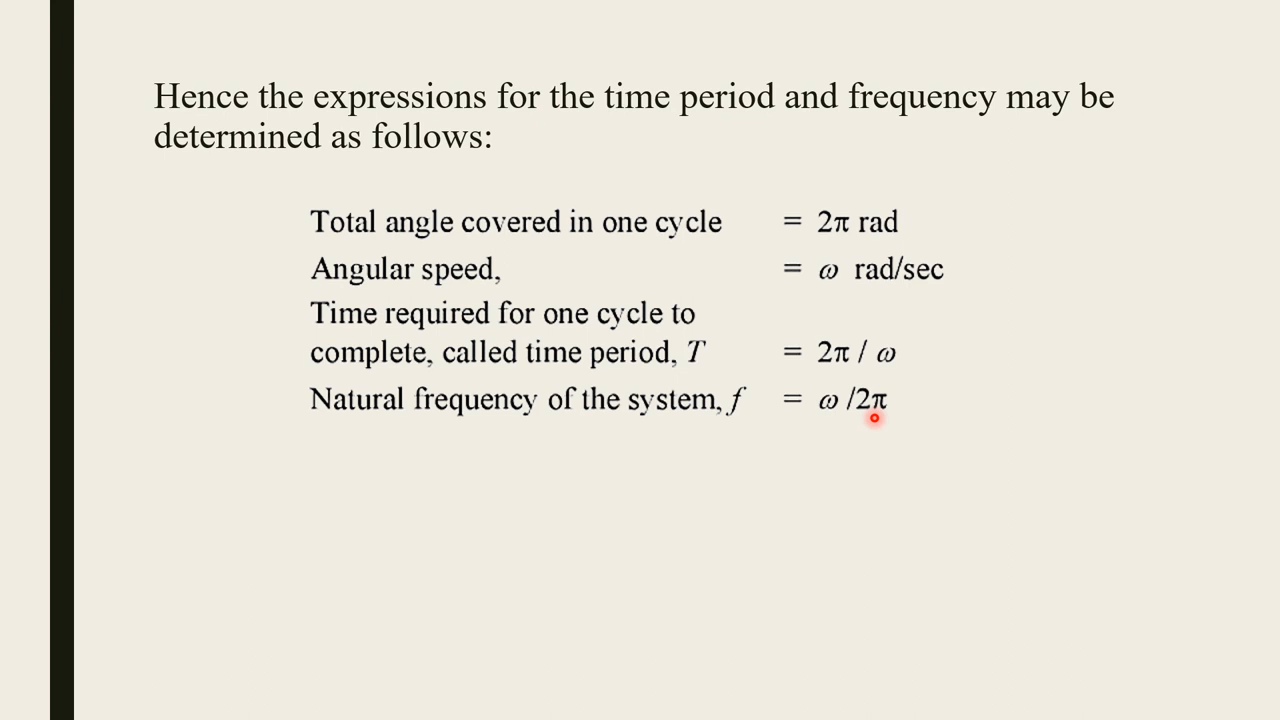 Hence the expressions for the time period and frequency may be
determined as follows:
Total angle covered in one cycle = 2π rad
Angular speed, = ω rad/sec
Time required for one cycle to
complete, called time period, T = 2π / ω
Natural frequency of the system, f = ω /2π